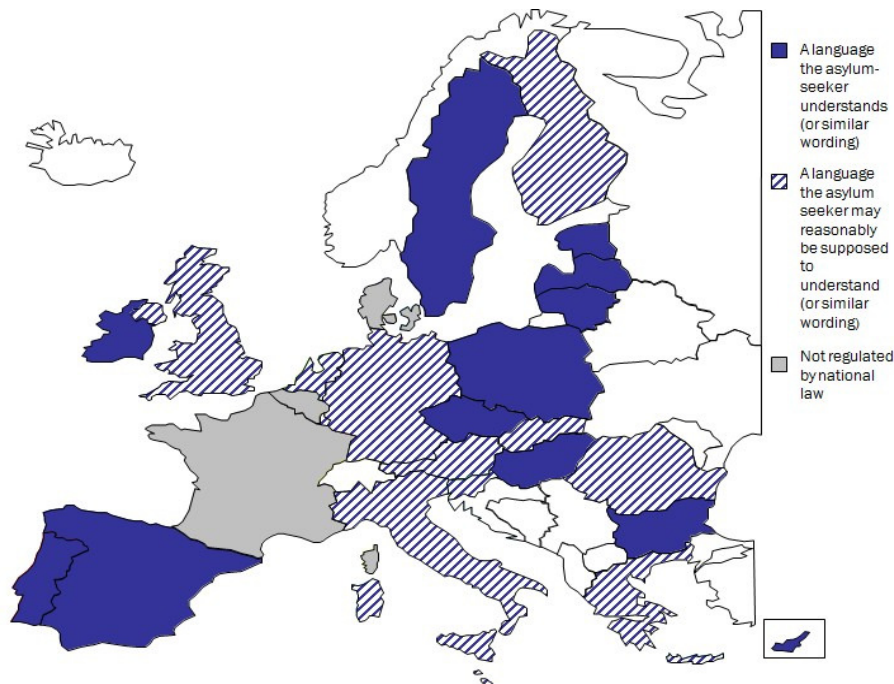 A language
the asylum-
seeker
understands
(or similar
wording)
A language
the asylum
seeker may
reasonably
be supposed
to
understand
(or similar
wording)
Not regulated
by national
law